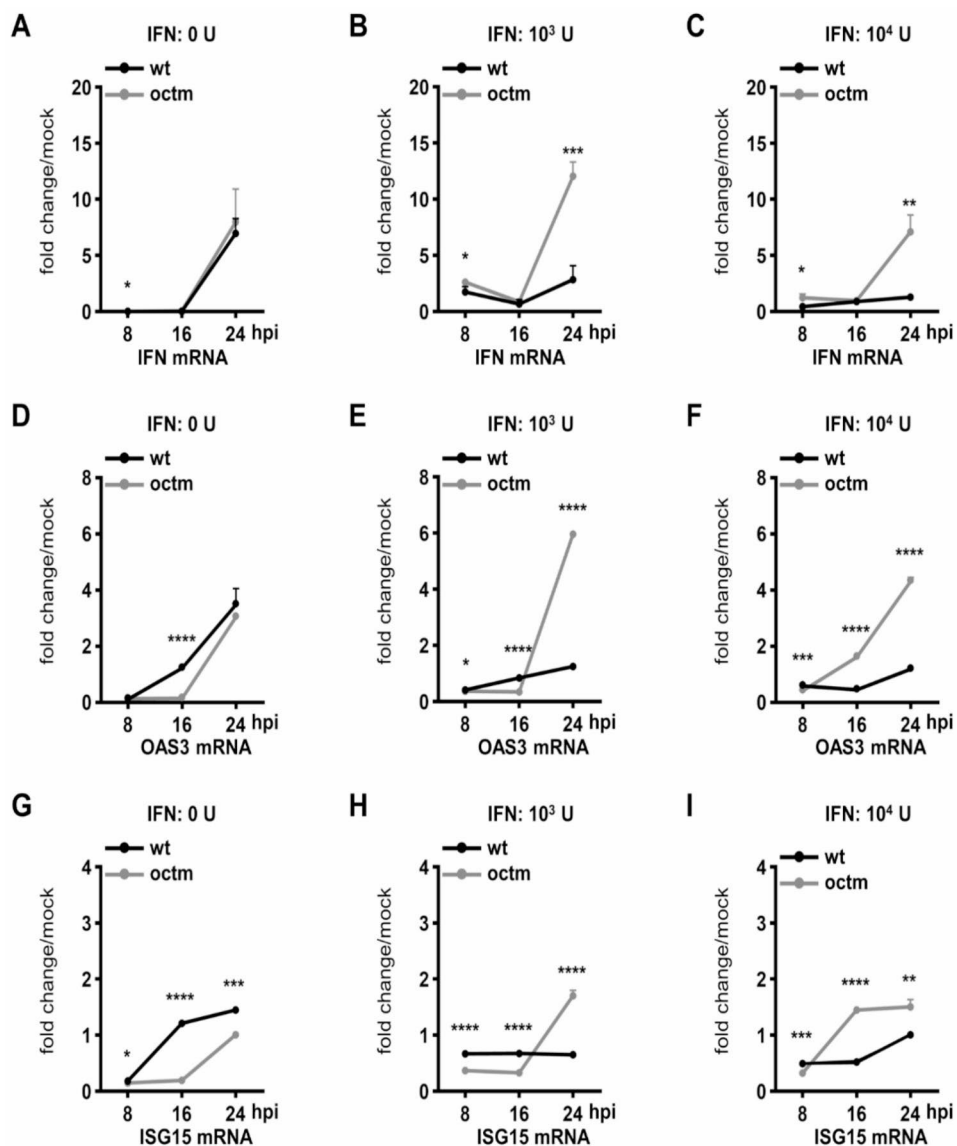 A
IFN: 0 U
wt
octm
fold change/mock
20
15
10
5
0
*
8 16 24 hpi
IFN mRNA
B
IFN: 10³ U
wt
octm
fold change/mock
20
15
10
5
0
*
***
8 16 24 hpi
IFN mRNA
C
IFN: 10⁴ U
wt
octm
fold change/mock
20
15
10
5
0
*
**
8 16 24 hpi
IFN mRNA
D
IFN: 0 U
wt
octm
fold change/mock
8
6
4
2
0
****
8 16 24 hpi
OAS3 mRNA
E
IFN: 10³ U
wt
octm
fold change/mock
8
6
4
2
0
*
****
****
8 16 24 hpi
OAS3 mRNA
F
IFN: 10⁴ U
wt
octm
fold change/mock
8
6
4
2
0
***
****
****
8 16 24 hpi
OAS3 mRNA
G
IFN: 0 U
wt
octm
fold change/mock
4
3
2
1
0
*
****
***
8 16 24 hpi
ISG15 mRNA
H
IFN: 10³ U
wt
octm
fold change/mock
4
3
2
1
0
****
****
****
8 16 24 hpi
ISG15 mRNA
I
IFN: 10⁴ U
wt
octm
fold change/mock
4
3
2
1
0
***
****
**
8 16 24 hpi
ISG15 mRNA